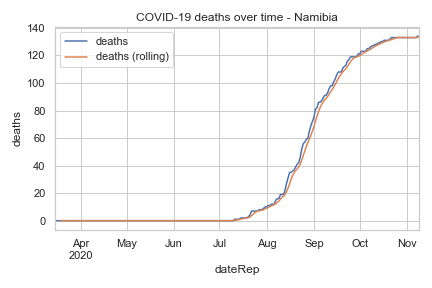 COVID-19 deaths over time - Namibia
deaths
deaths (rolling)
140
120
100
80
60
40
20
0
deaths
Apr May Jun Jul Aug Sep Oct Nov
2020
dateRep